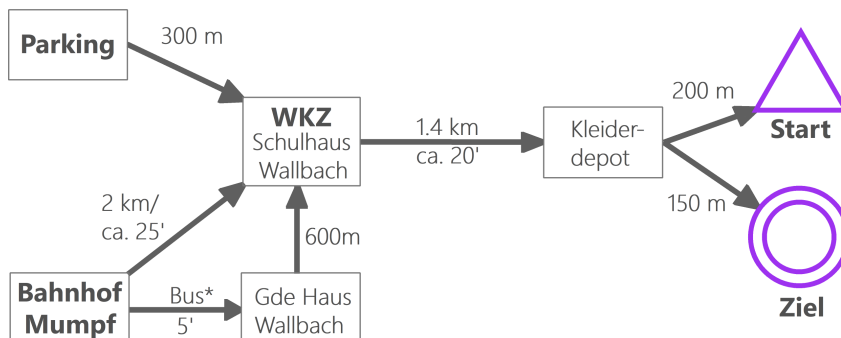 Parking
300 m
WKZ
Schulhaus
Wallbach
1.4 km
ca. 20'
Kleider-
depot
200 m
Start
150 m
Ziel
2 km/
ca. 25'
600m
Bahnhof
Mumpf
Bus*
5'
Gde Haus
Wallbach